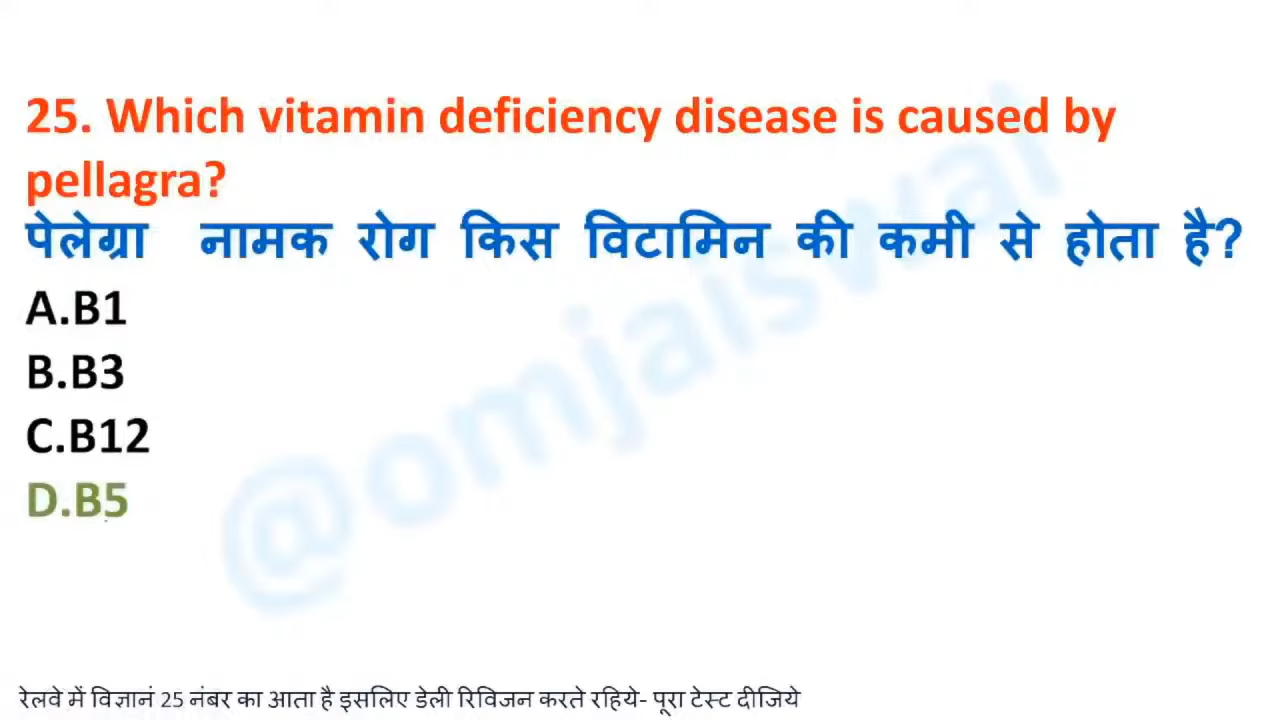 25. Which vitamin deficiency disease is caused by
pellagra?
पेलेग्रा नामक रोग किस विटामिन की कमी से होता है?
A.B1
B.B3
C.B12
D.B5
@omjaiswal
रेलवे में विज्ञानं 25 नंबर का आता है इसलिए डेली रिविजन करते रहिये- पूरा टेस्ट दीजिये